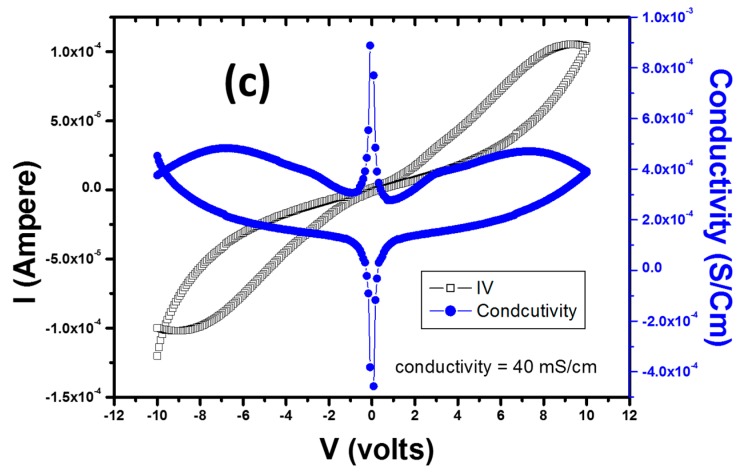 (c)
I (Ampere)
1.0x10⁻⁴
5.0x10⁻⁵
0.0
-5.0x10⁻⁵
-1.0x10⁻⁴
-1.5x10⁻⁴
-12 -10 -8 -6 -4 -2 0 2 4 6 8 10 12
V (volts)
1.0x10⁻³
8.0x10⁻⁴
6.0x10⁻⁴
4.0x10⁻⁴
2.0x10⁻⁴
0.0
-2.0x10⁻⁴
-4.0x10⁻⁴
Conductivity (S/Cm)
IV
Condcutivity
conductivity = 40 mS/cm